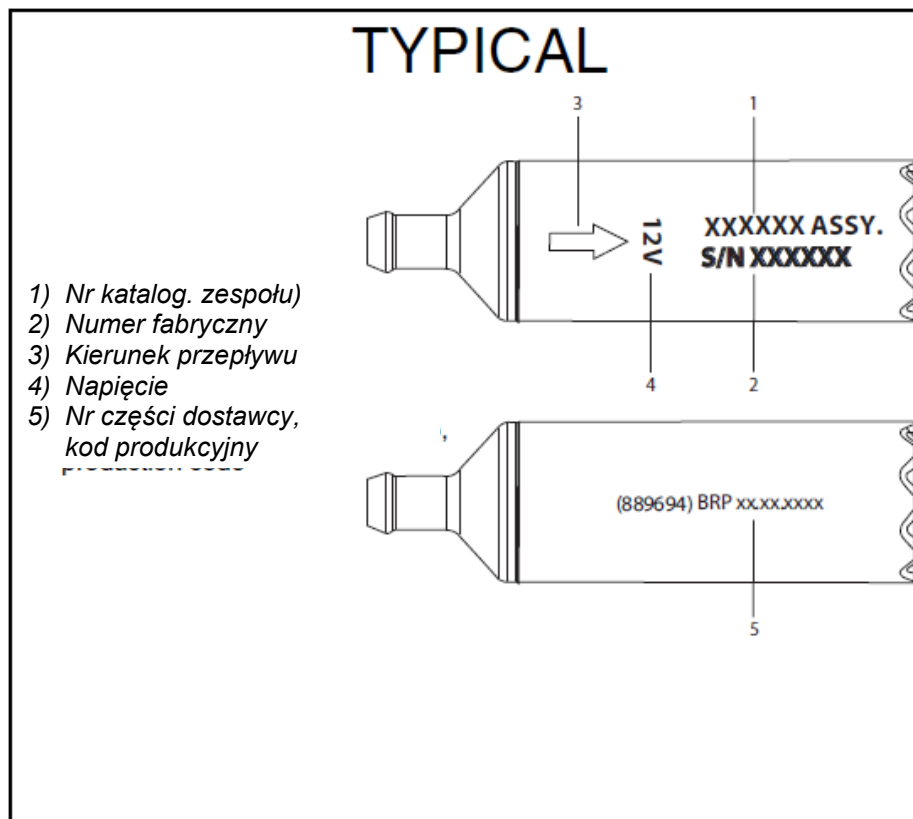 TYPICAL
3
1
12V
XXXXXX ASSY.
S/N XXXXXX
4
2
1) Nr katalog. zespołu)
2) Numer fabryczny
3) Kierunek przepływu
4) Napięcie
5) Nr części dostawcy,
kod produkcyjny
(889694) BRP xx.xx.xxxx
5